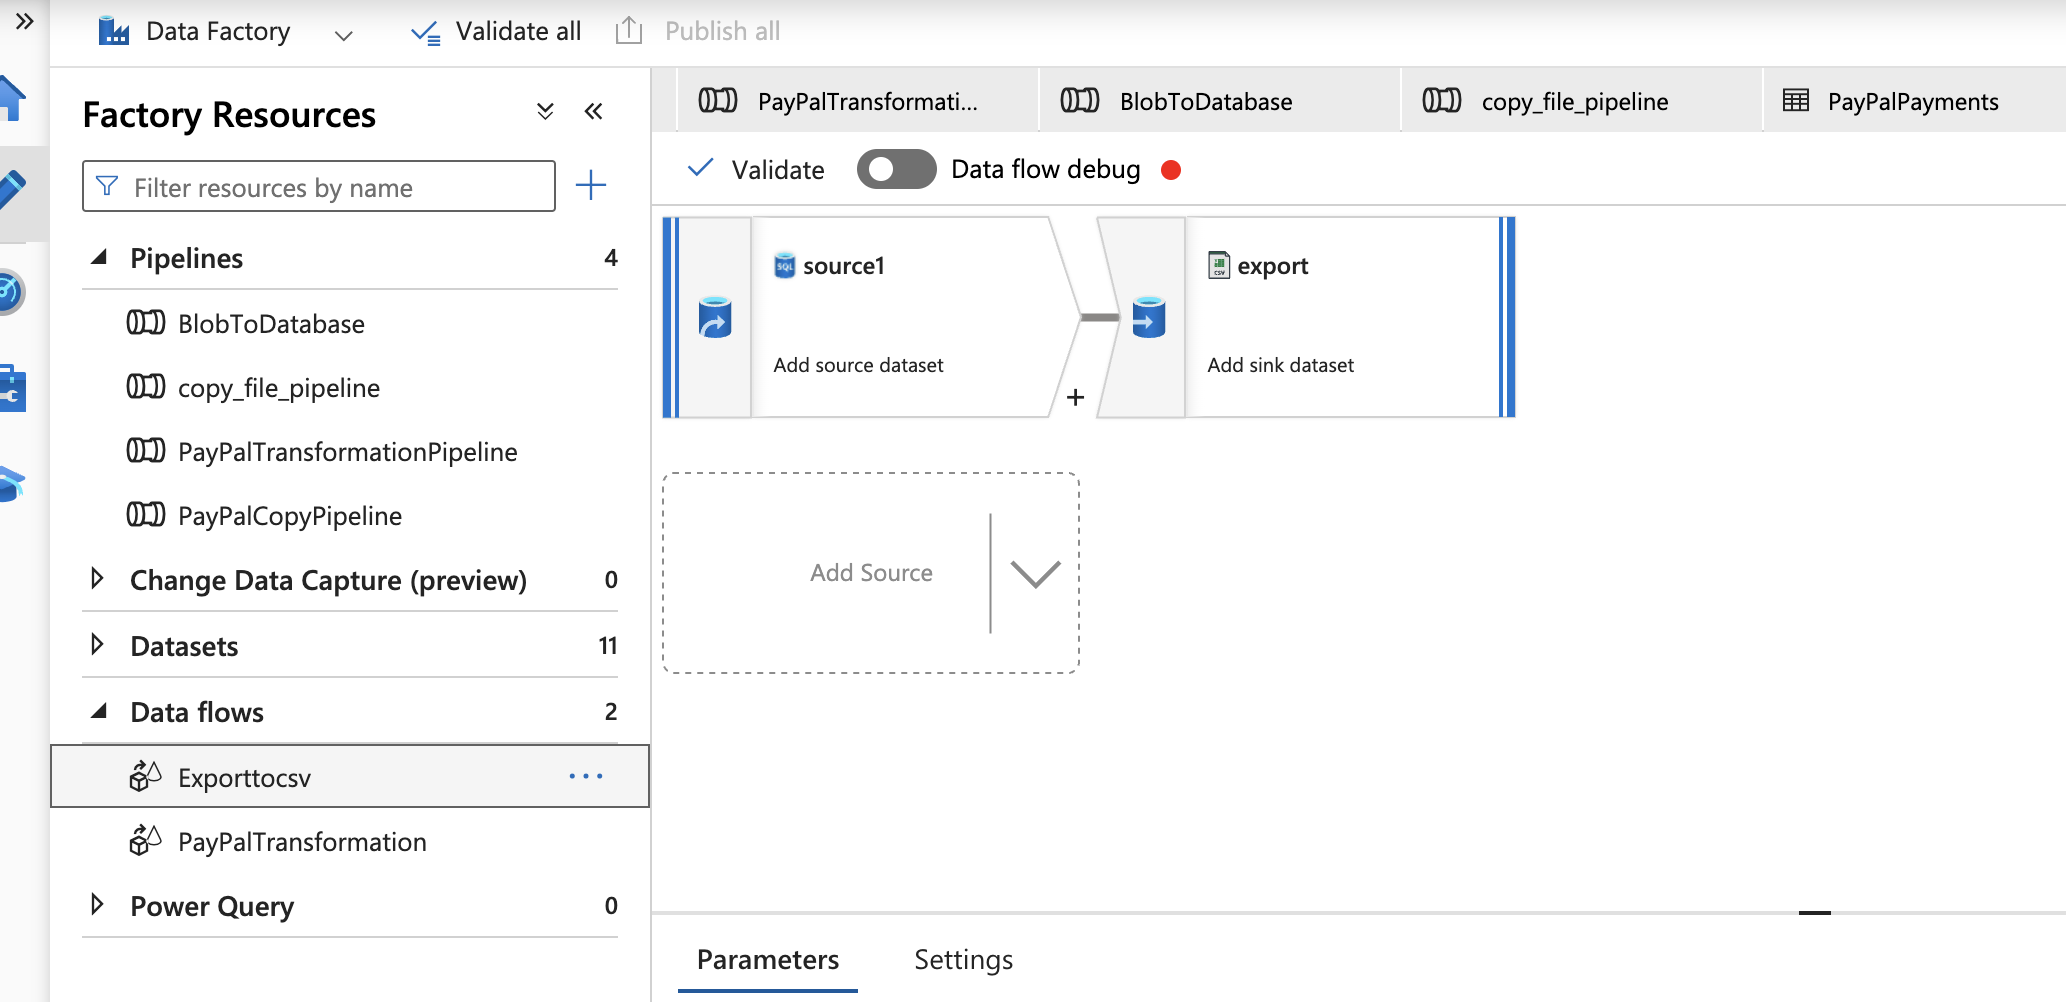 Data Factory
Validate all
Publish all
Factory Resources
Filter resources by name
Pipelines 4
BlobToDatabase
copy_file_pipeline
PayPalTransformationPipeline
PayPalCopyPipeline
Change Data Capture (preview) 0
Datasets 11
Data flows 2
Exporttocsv
PayPalTransformation
Power Query 0
PayPalTransformati...
BlobToDatabase
copy_file_pipeline
PayPalPayments
Validate
Data flow debug
SQL source1
Add source dataset
+
csv export
Add sink dataset
Add Source
Parameters
Settings